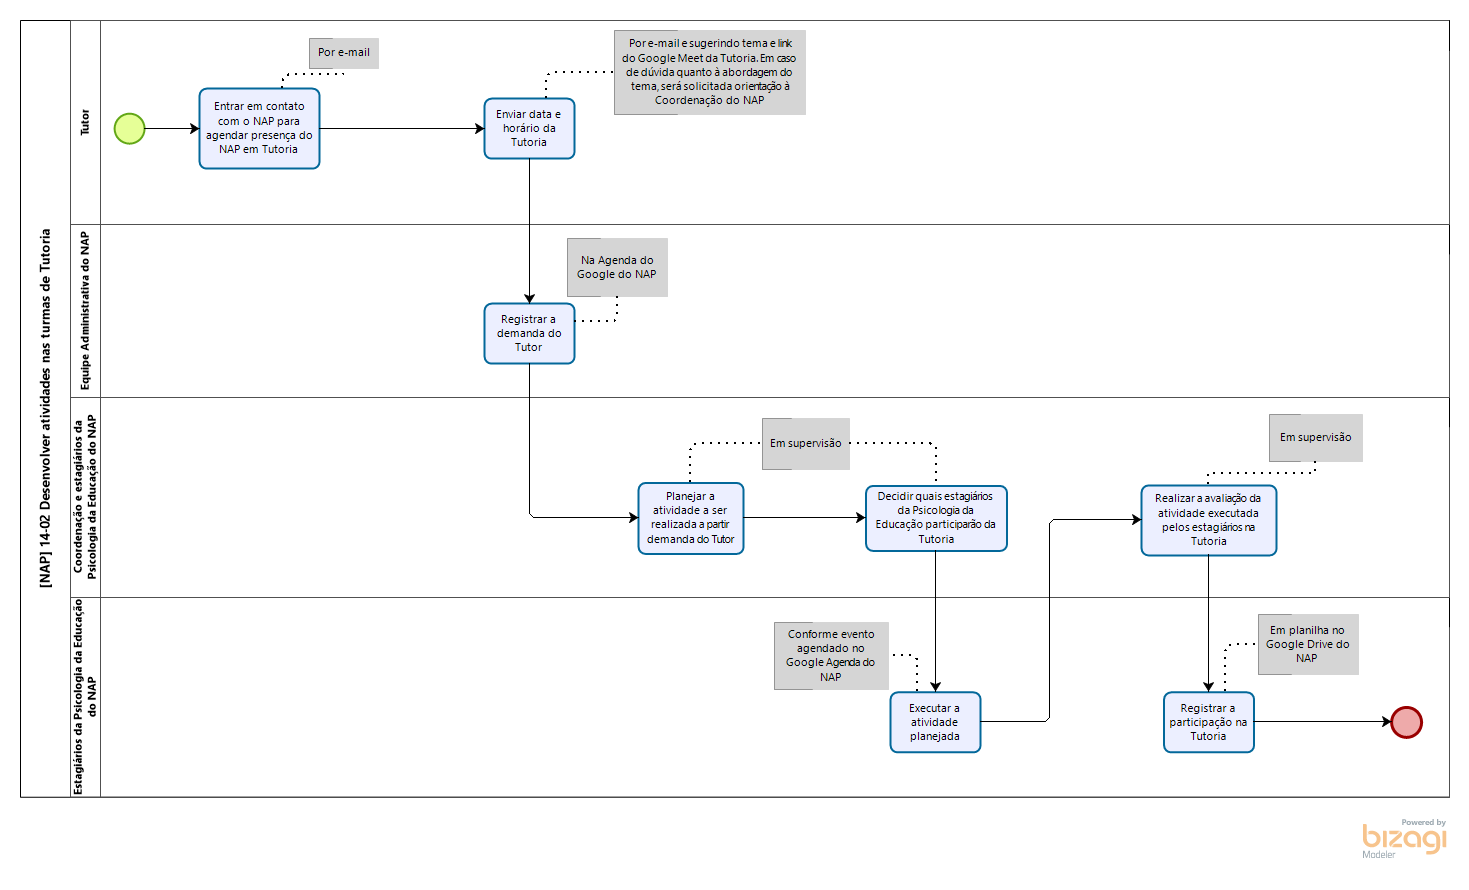 [NAP] 14-02 Desenvolver atividades nas turmas de Tutoria
Tutor
Por e-mail
Entrar em contato
com o NAP para
agendar presença do
NAP em Tutoria
Por e-mail e sugerindo tema e link
do Google Meet da Tutoria. Em caso
de dúvida quanto à abordagem do
tema, será solicitada orientação à
Coordenação do NAP
Enviar data e
horário da
Tutoria
Equipe Administrativa do NAP
Na Agenda do
Google do NAP
Registrar a
demanda do
Tutor
Coordenação e estagiários da
Psicologia da Educação do NAP
Em supervisão
Planejar a
atividade a ser
realizada a partir
demanda do Tutor
Decidir quais estagiários
da Psicologia da
Educação participarão da
Tutoria
Em supervisão
Realizar a avaliação da
atividade executada
pelos estagiários na
Tutoria
Estagiários da Psicologia da Educação
do NAP
Conforme evento
agendado no
Google Agenda do
NAP
Executar a
atividade
planejada
Em planilha no
Google Drive do
NAP
Registrar a
participação na
Tutoria
Powered by
bizagi
Modeler